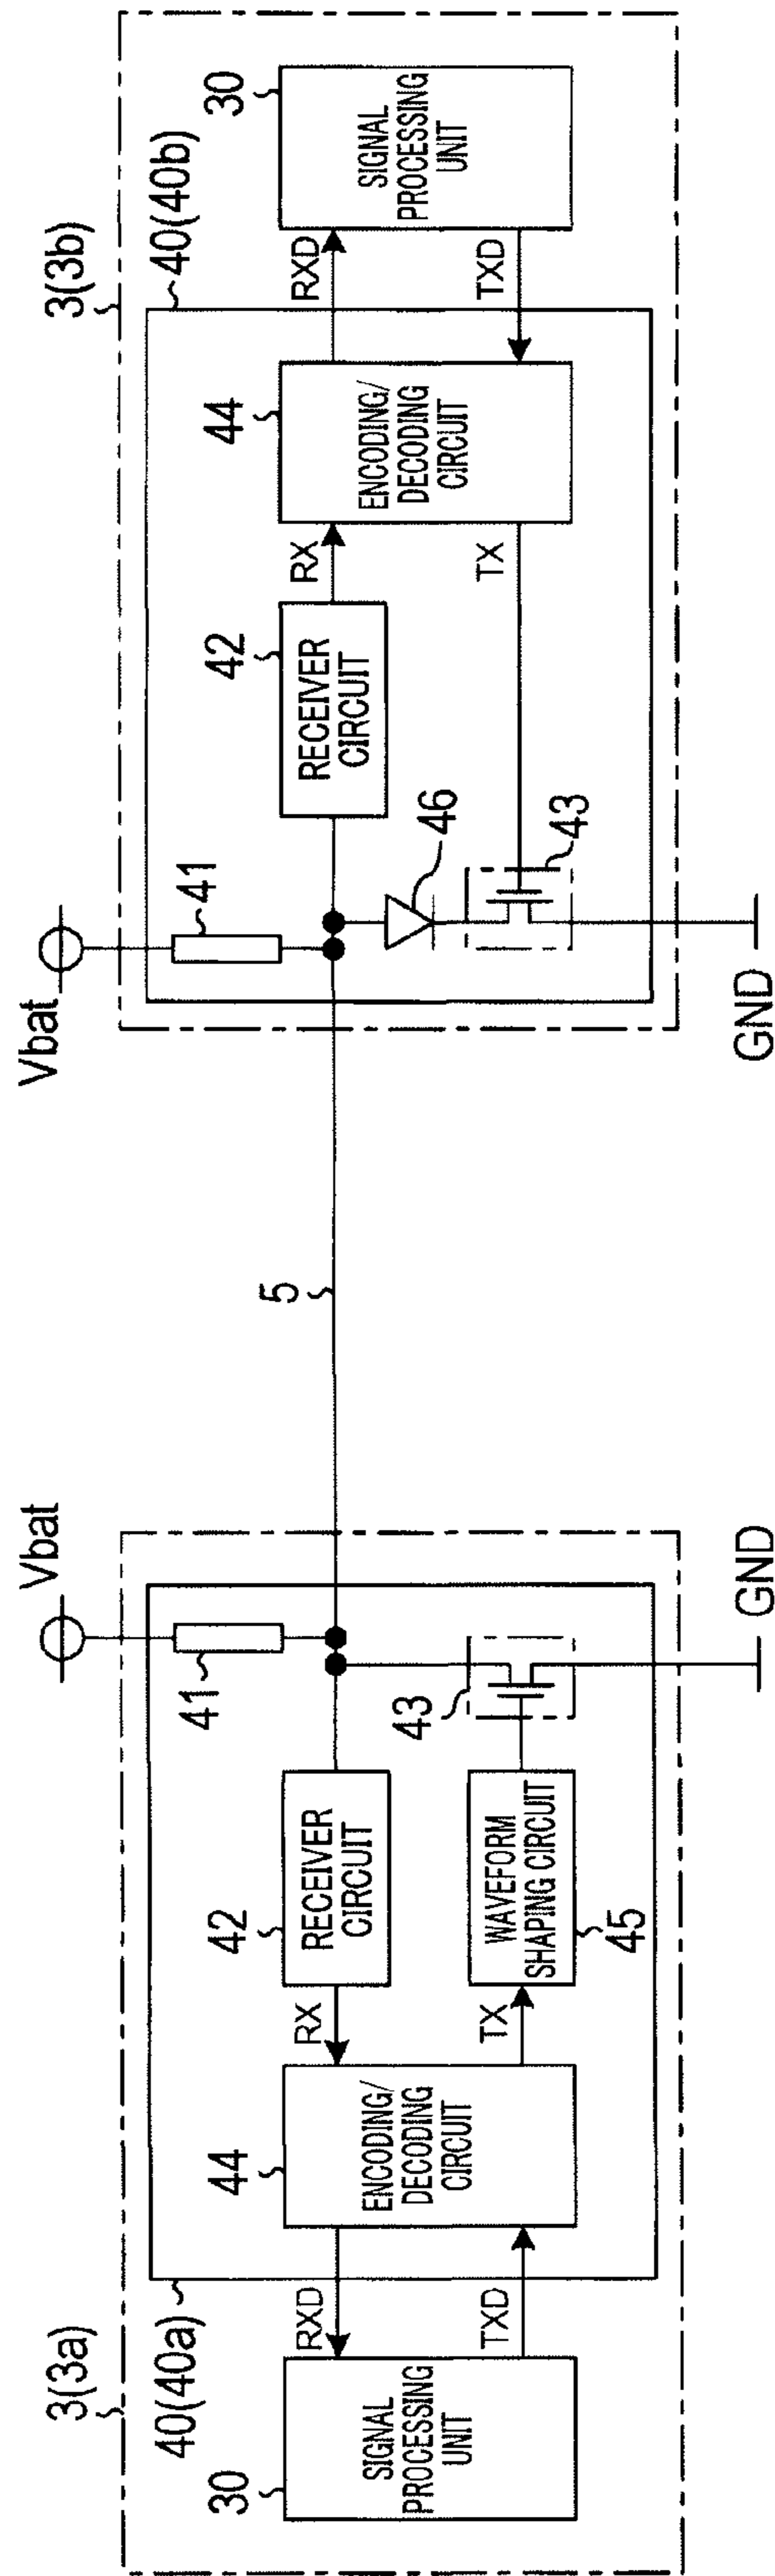 3(3a)
40(40a)
30
SIGNAL
PROCESSING
UNIT
RXD
TXD
44
ENCODING/
DECODING
CIRCUIT
RX
TX
42
RECEIVER
CIRCUIT
WAVEFORM
SHAPING CIRCUIT
45
41
Vbat
43
GND
5
Vbat
41
46
43
GND
42
RECEIVER
CIRCUIT
RX
TX
44
ENCODING/
DECODING
CIRCUIT
3(3b)
40(40b)
RXD
TXD
30
SIGNAL
PROCESSING
UNIT